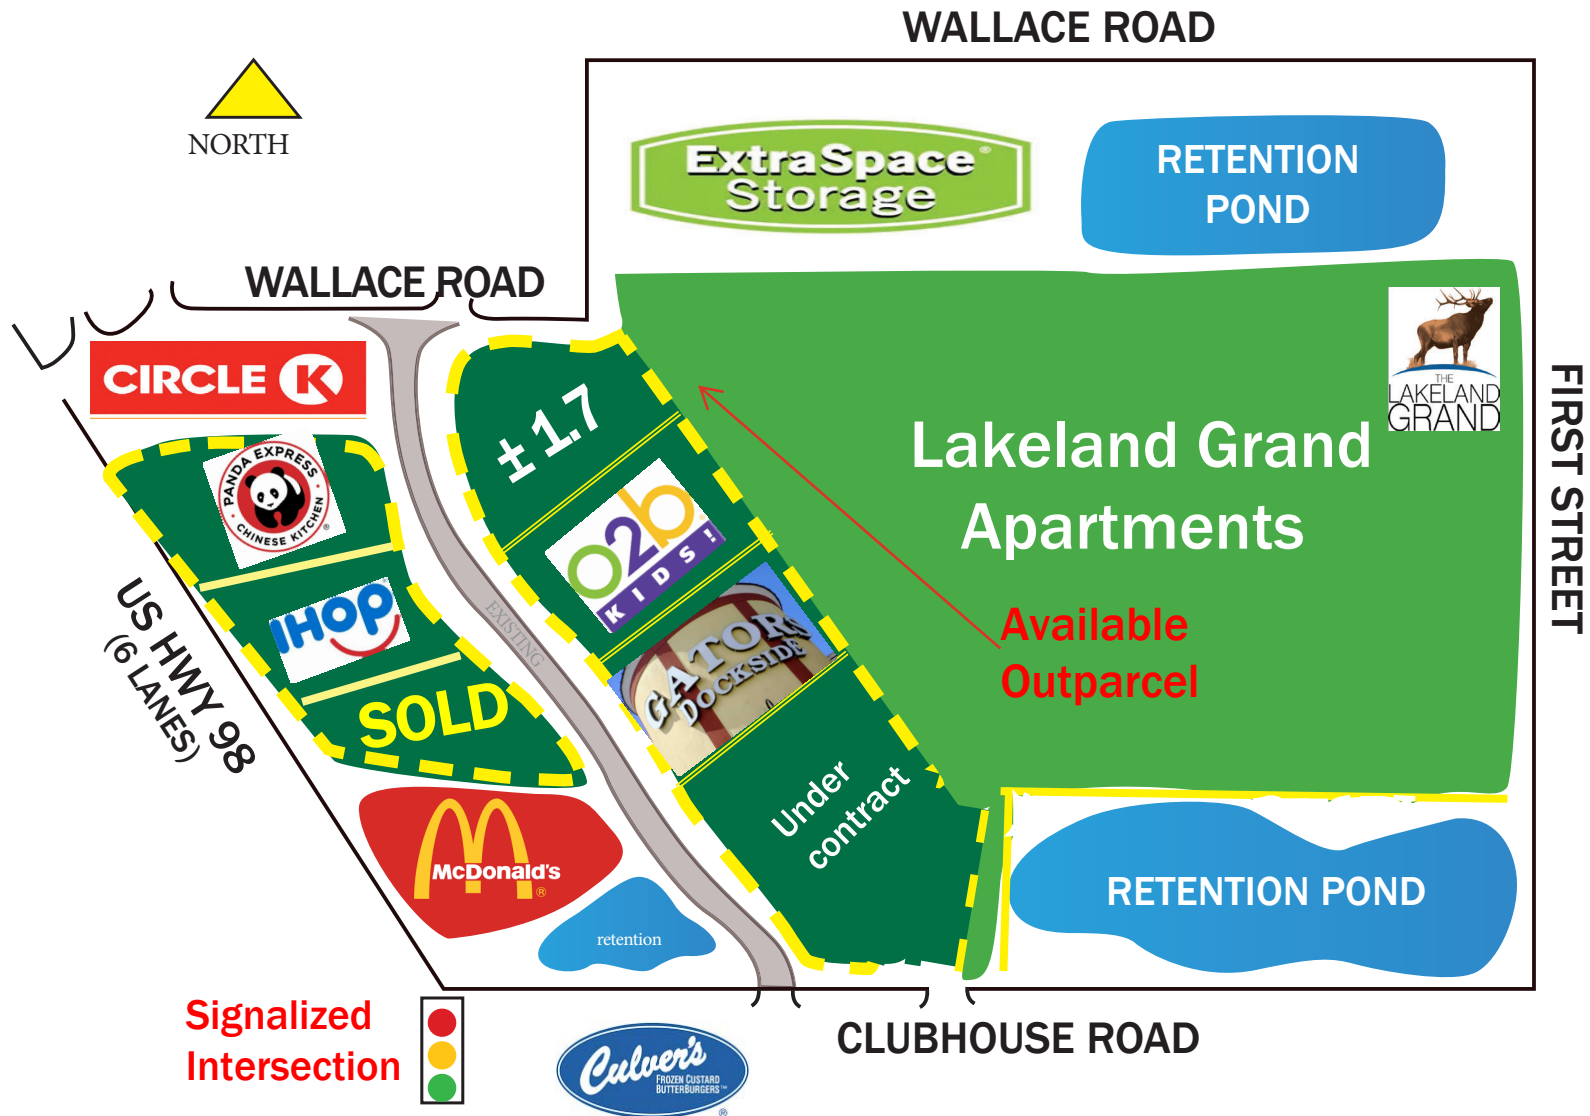 WALLACE ROAD
NORTH
ExtraSpace®
Storage
RETENTION
POND
WALLACE ROAD
CIRCLE K
THE
LAKELAND
GRAND
FIRST STREET
± 1.7
PANDA EXPRESS
CHINESE KITCHEN
®
Lakeland Grand
Apartments
o2b
KIDS!
IHOP
EXISTING
US HWY 98
(6 LANES)
GATORS
DOCKSIDE
Available
Outparcel
SOLD
Under
contract
McDonald's
®
RETENTION POND
retention
Signalized
Intersection
CLUBHOUSE ROAD
Culver's
FROZEN CUSTARD
BUTTERBURGERS™
®